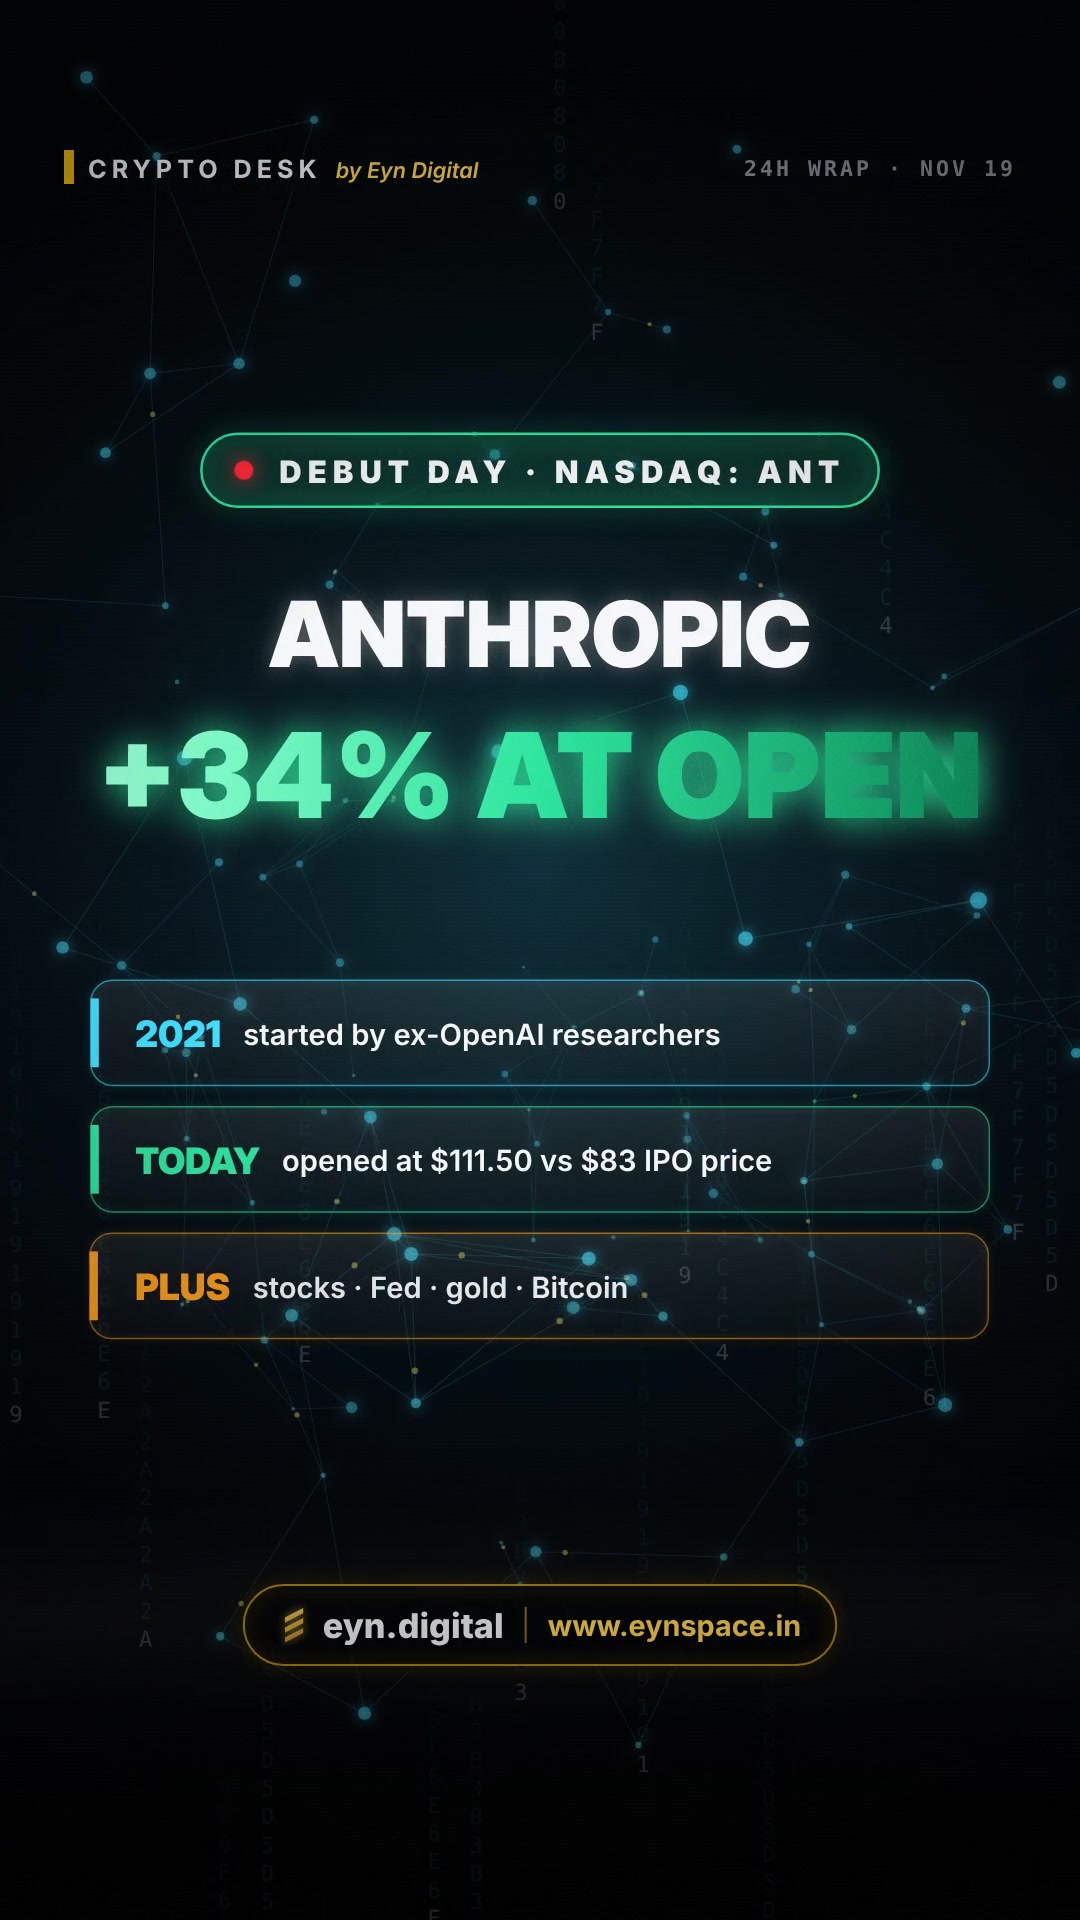 CRYPTO DESK by Eyn Digital
24H WRAP · NOV 19
DEBUT DAY · NASDAQ: ANT
ANTHROPIC
+34% AT OPEN
2021 started by ex-OpenAI researchers
TODAY opened at $111.50 vs $83 IPO price
PLUS stocks · Fed · gold · Bitcoin
eyn.digital | www.eynspace.in